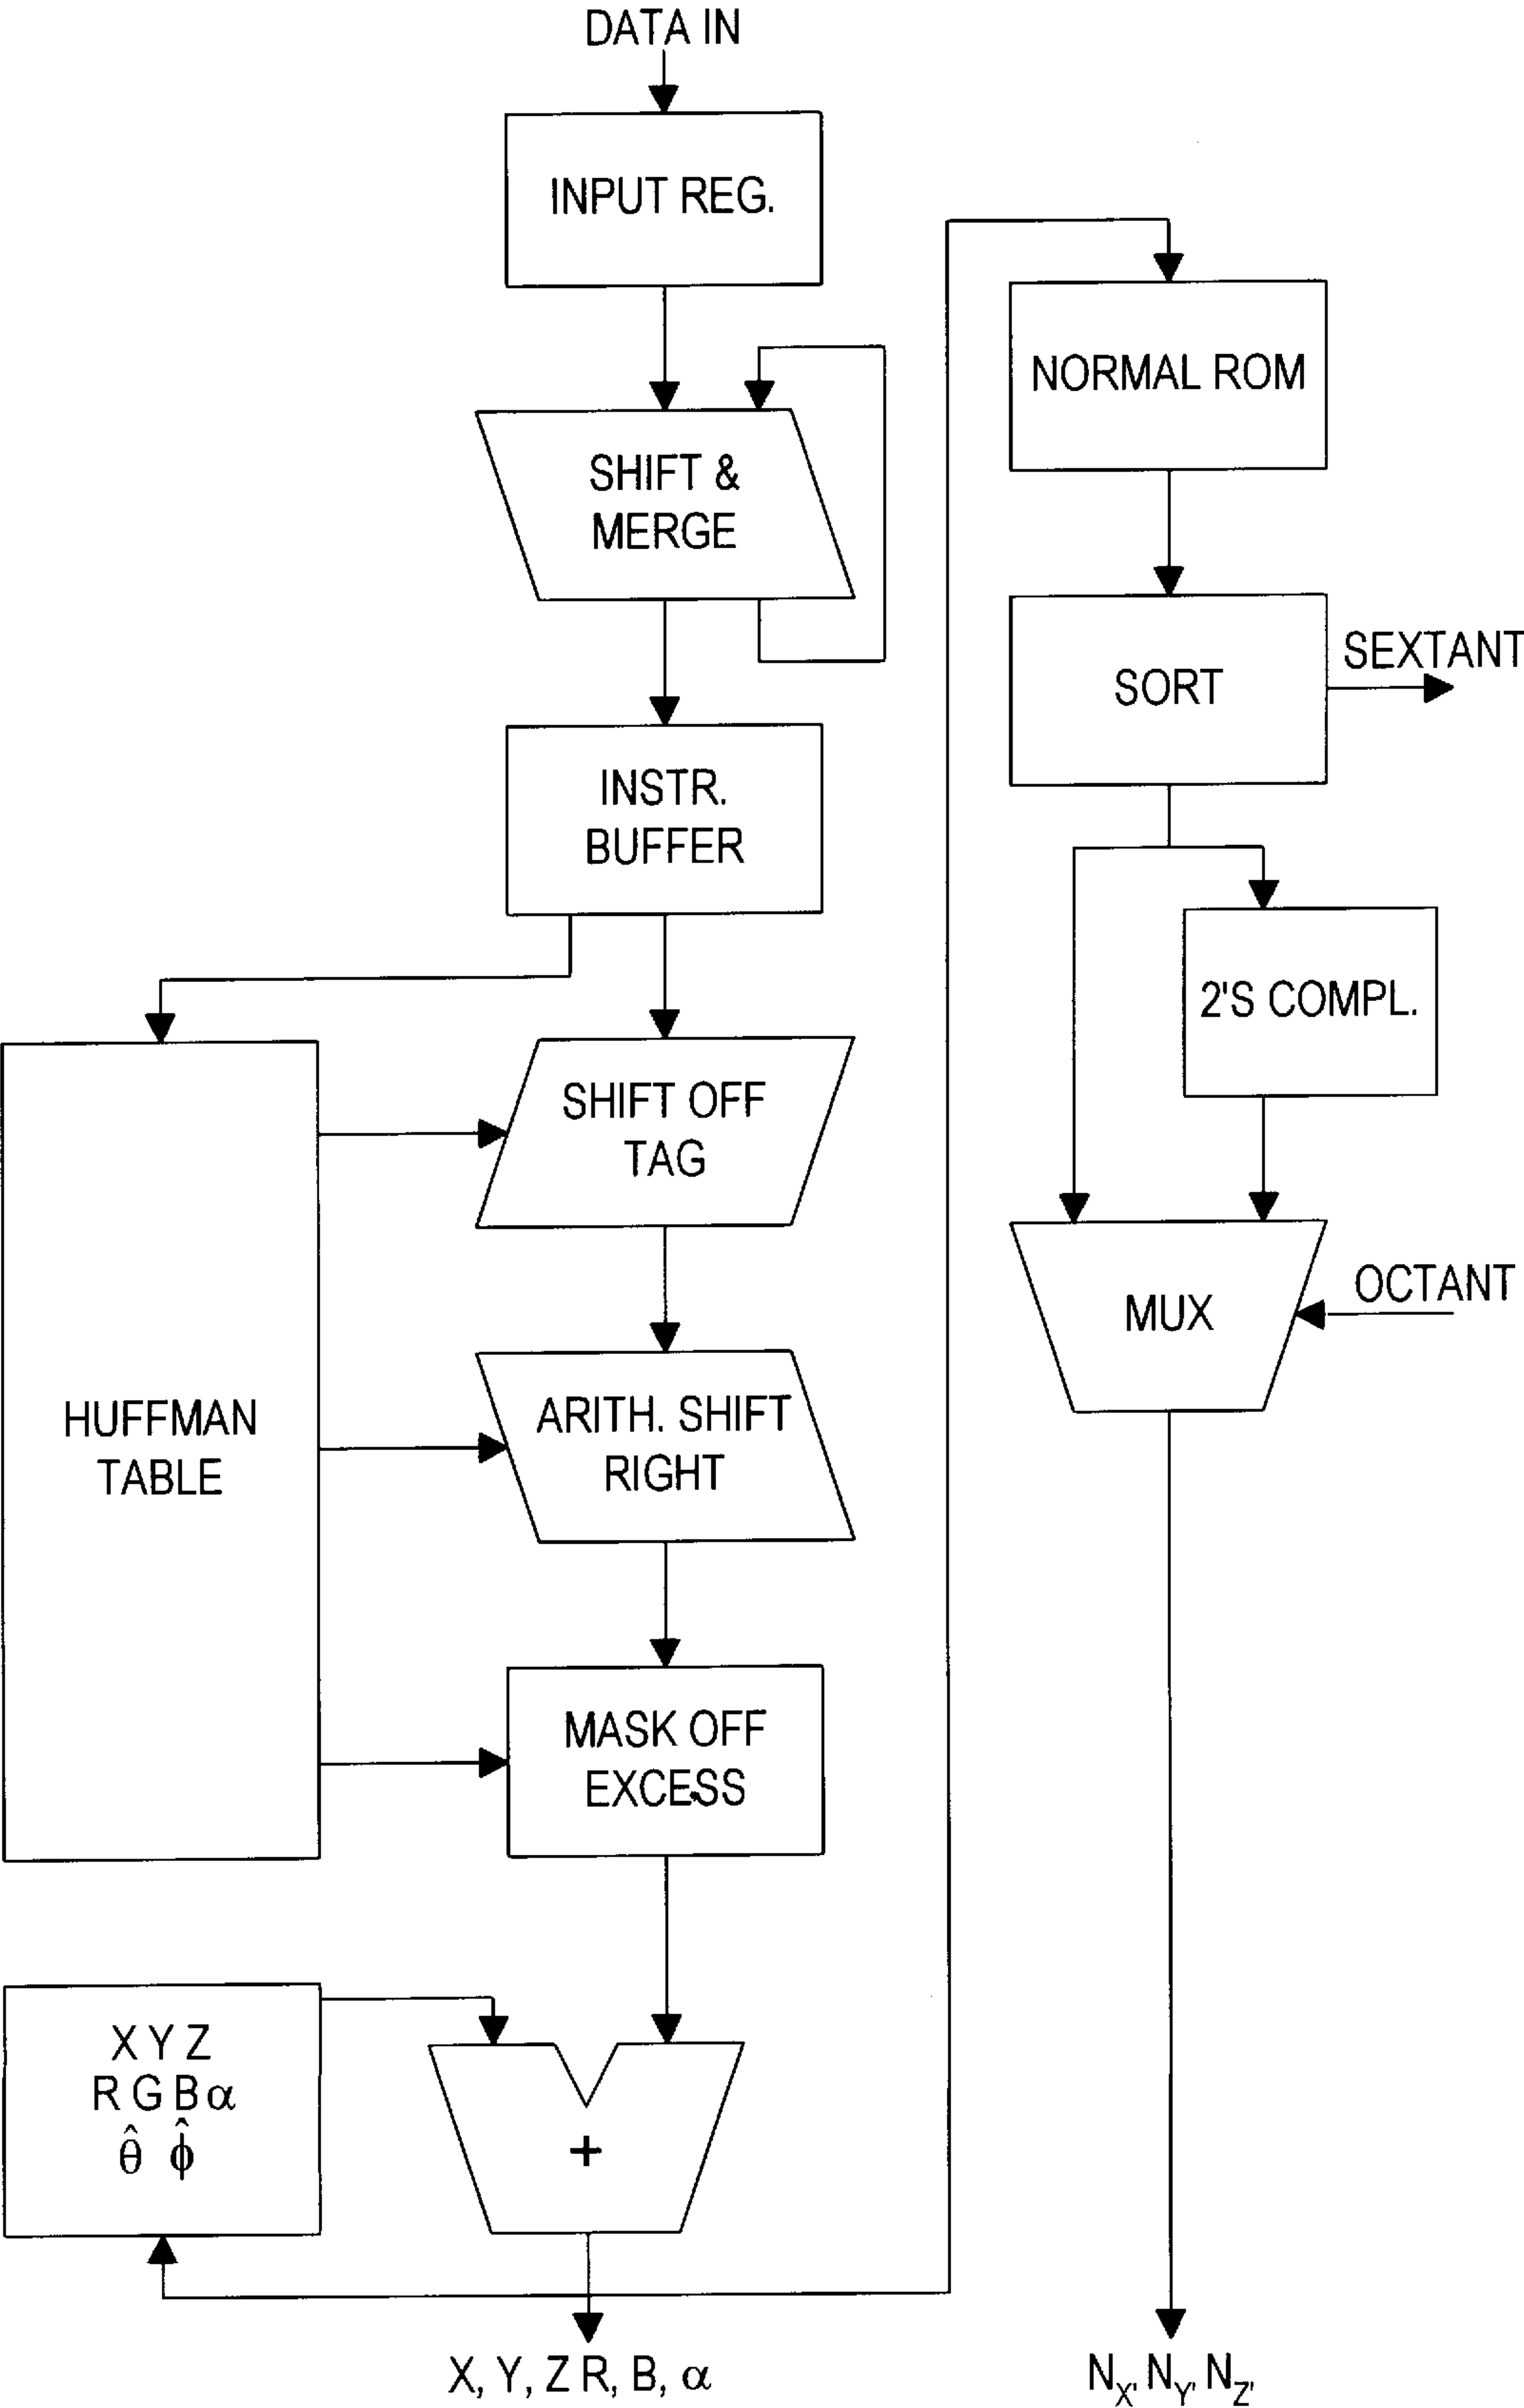 DATA IN
INPUT REG.
SHIFT &
MERGE
INSTR.
BUFFER
HUFFMAN
TABLE
SHIFT OFF
TAG
ARITH. SHIFT
RIGHT
MASK OFF
EXCESS
X Y Z
R G B α
θ̂ ϕ̂
+
X, Y, Z R, B, α
NORMAL ROM
SORT
SEXTANT
2'S COMPL.
MUX
OCTANT
N_X, N_Y, N_Z,